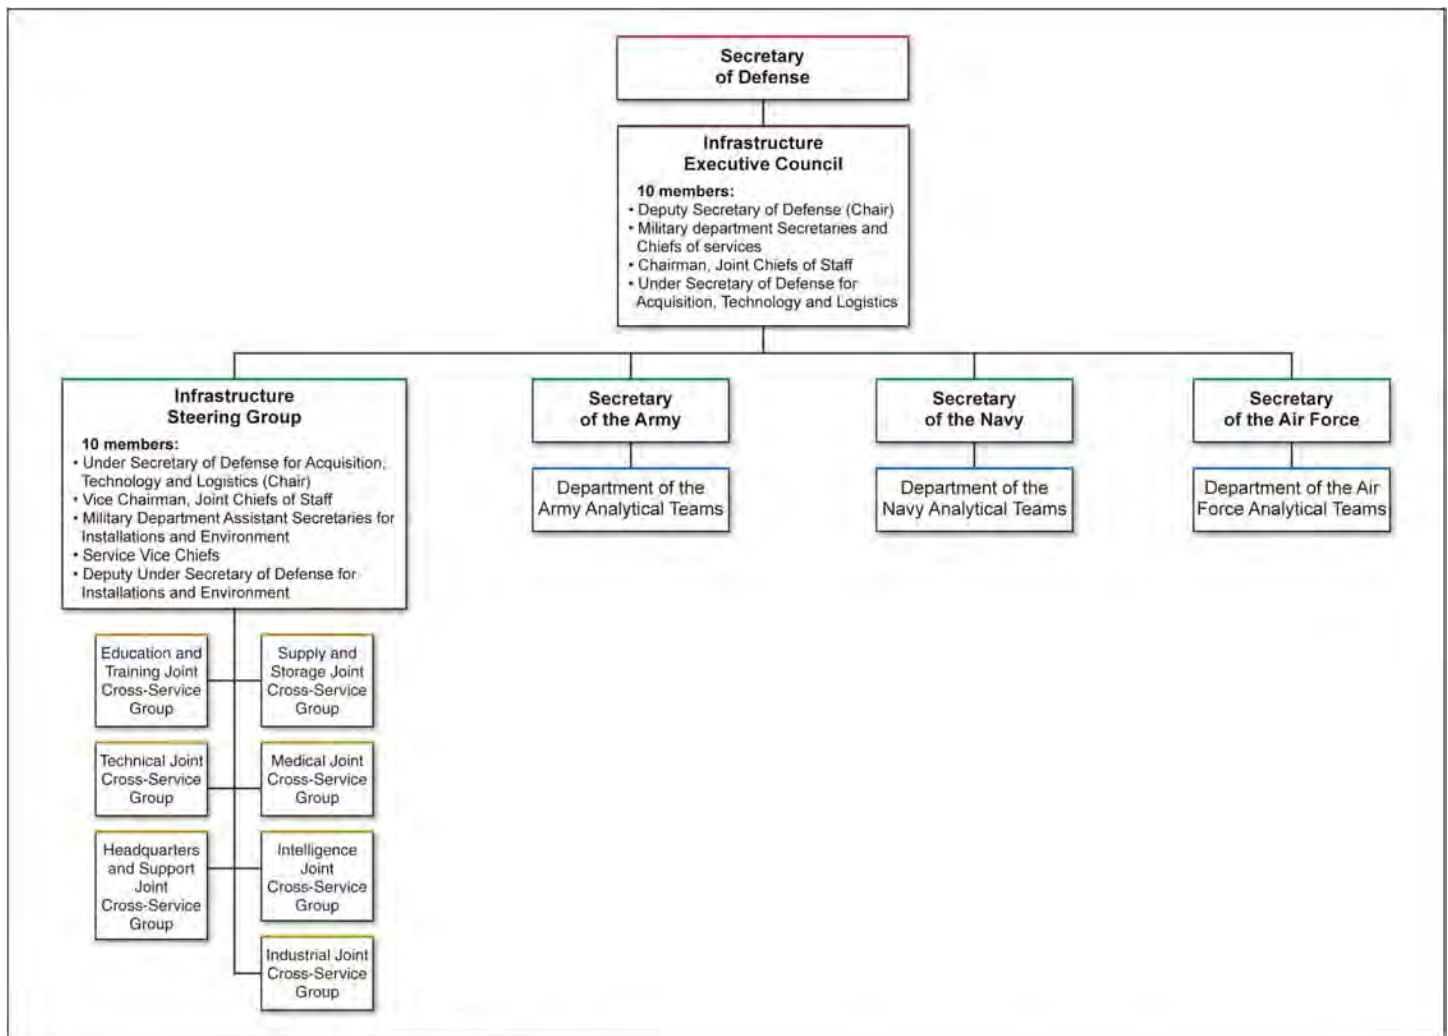 Secretary
of Defense
Infrastructure
Executive Council
10 members:
• Deputy Secretary of Defense (Chair)
• Military department Secretaries and
Chiefs of services
• Chairman, Joint Chiefs of Staff
• Under Secretary of Defense for
Acquisition, Technology and Logistics
Infrastructure
Steering Group
10 members:
• Under Secretary of Defense for Acquisition,
Technology and Logistics (Chair)
• Vice Chairman, Joint Chiefs of Staff
• Military Department Assistant Secretaries for
Installations and Environment
• Service Vice Chiefs
• Deputy Under Secretary of Defense for
Installations and Environment
Secretary
of the Army
Department of the
Army Analytical Teams
Secretary
of the Navy
Department of the
Navy Analytical Teams
Secretary
of the Air Force
Department of the Air
Force Analytical Teams
Education and
Training Joint
Cross-Service
Group
Supply and
Storage Joint
Cross-Service
Group
Technical Joint
Cross-Service
Group
Medical Joint
Cross-Service
Group
Headquarters
and Support
Joint
Cross-Service
Group
Intelligence
Joint
Cross-Service
Group
Industrial Joint
Cross-Service
Group